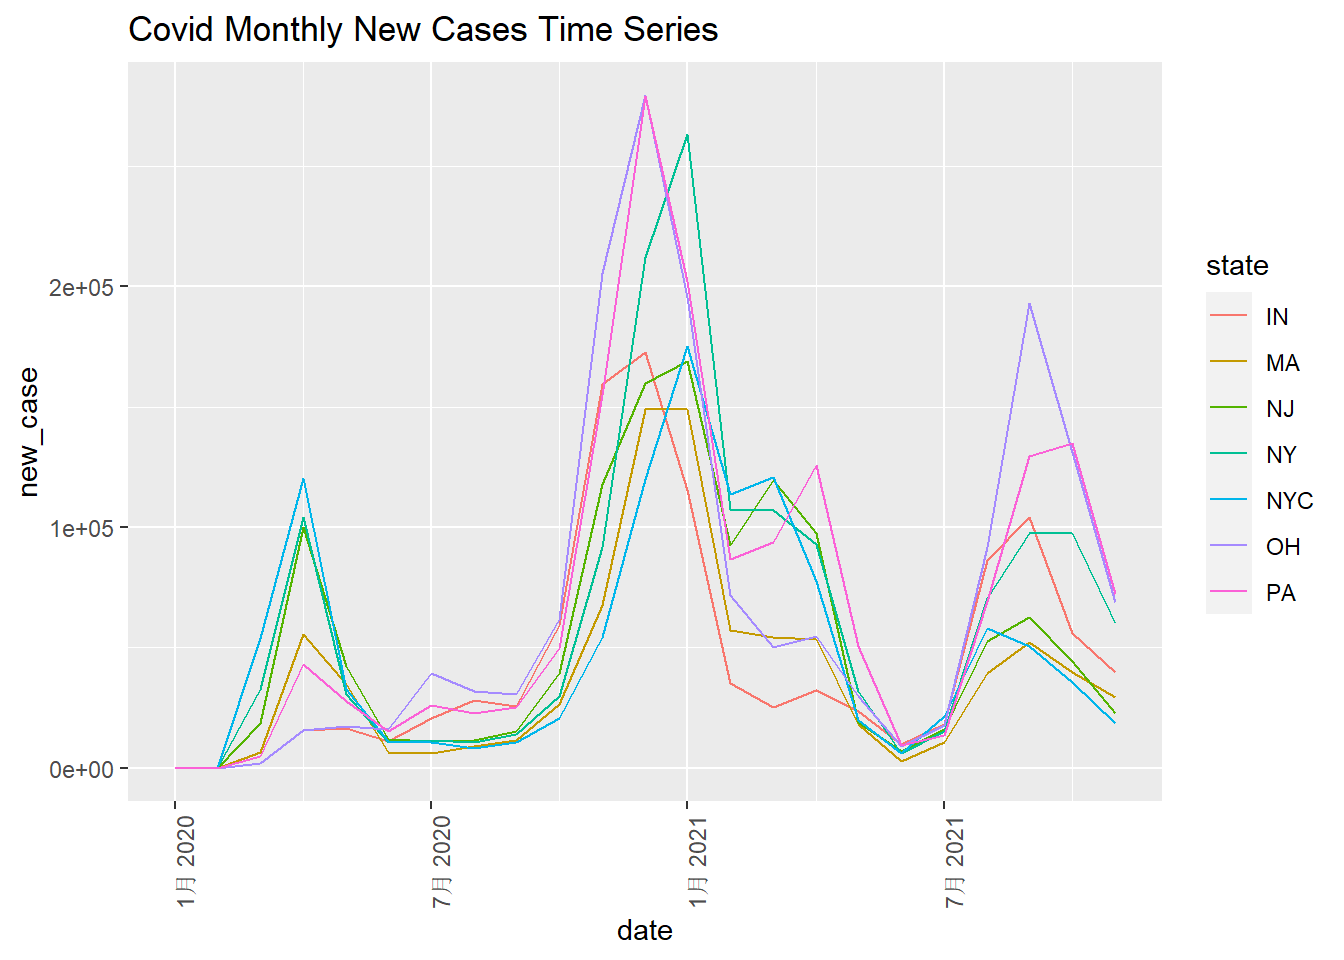 Covid Monthly New Cases Time Series
new_case
2e+05
1e+05
0e+00
1月 2020
7月 2020
1月 2021
7月 2021
date
state
IN
MA
NJ
NY
NYC
OH
PA